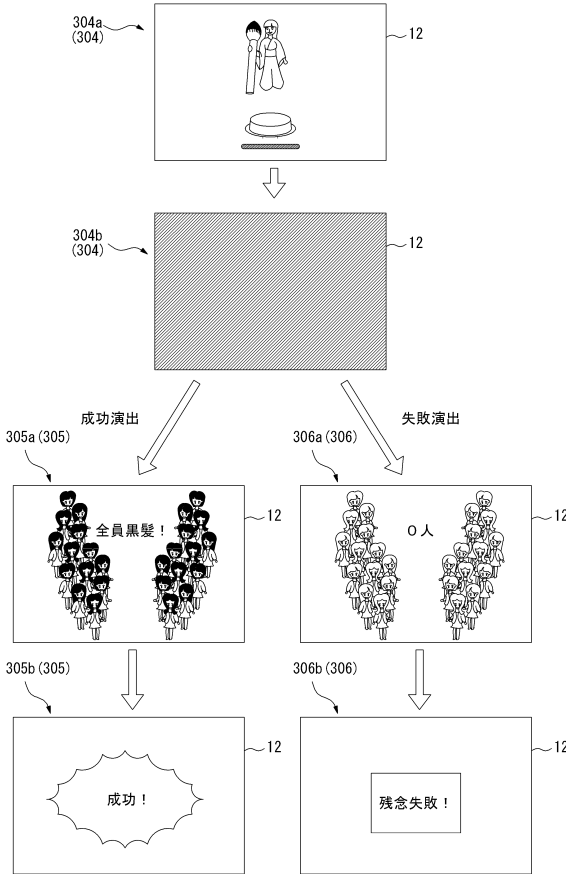 304a
(304)
12
304b
(304)
12
成功演出
失敗演出
305a(305)
306a(306)
12
12
全員黒髪！
０人
305b(305)
306b(306)
12
12
成功！
残念失敗！